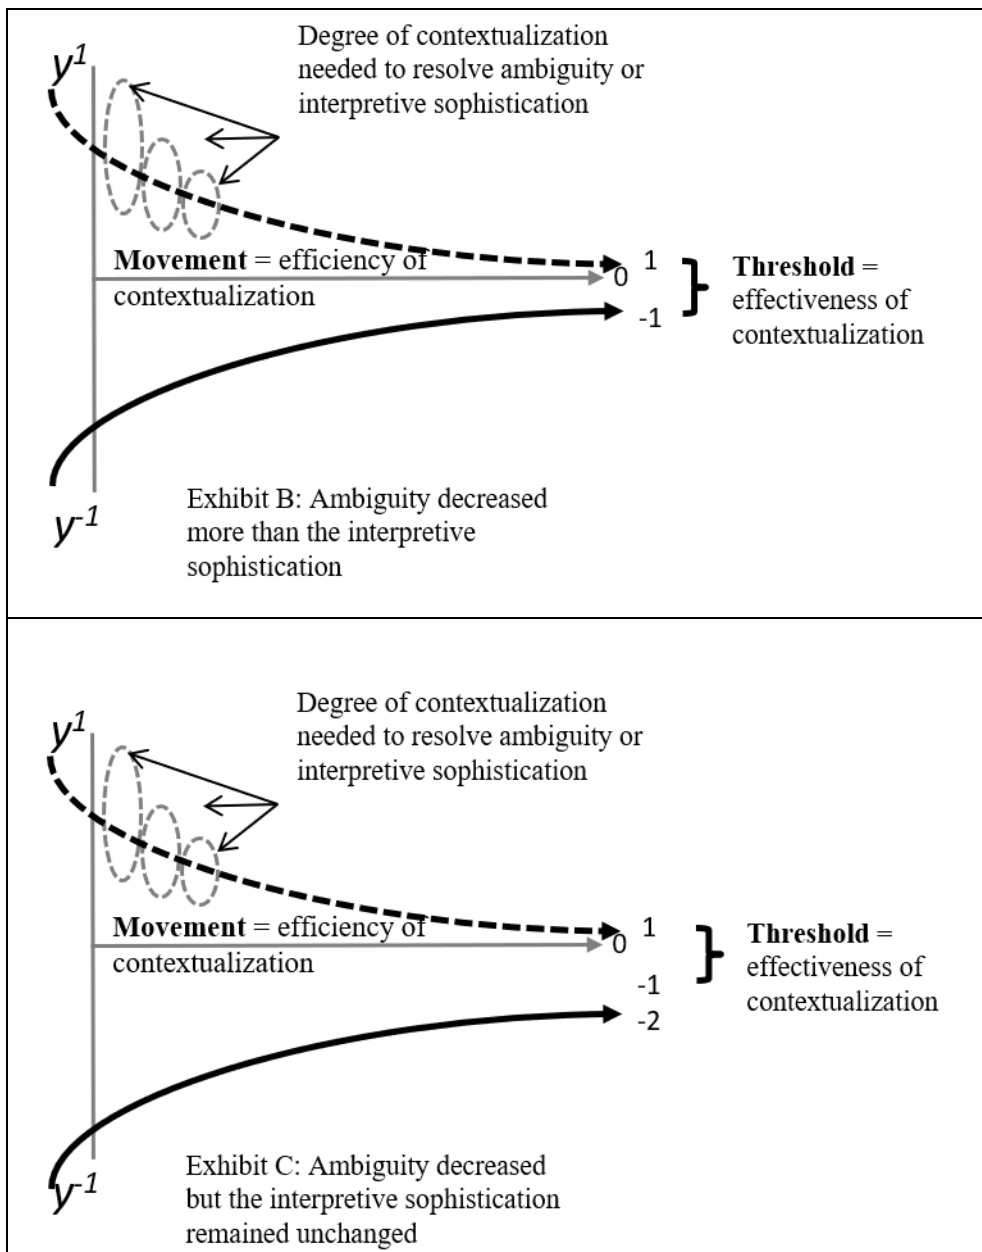 y1
Degree of contextualization
needed to resolve ambiguity or
interpretive sophistication
Movement = efficiency of
contextualization
1
0
-1
Threshold =
effectiveness of
contextualization
y-1
Exhibit B: Ambiguity decreased
more than the interpretive
sophistication
y1
Degree of contextualization
needed to resolve ambiguity or
interpretive sophistication
Movement = efficiency of
contextualization
1
0
-1
-2
Threshold =
effectiveness of
contextualization
y-1
Exhibit C: Ambiguity decreased
but the interpretive sophistication
remained unchanged